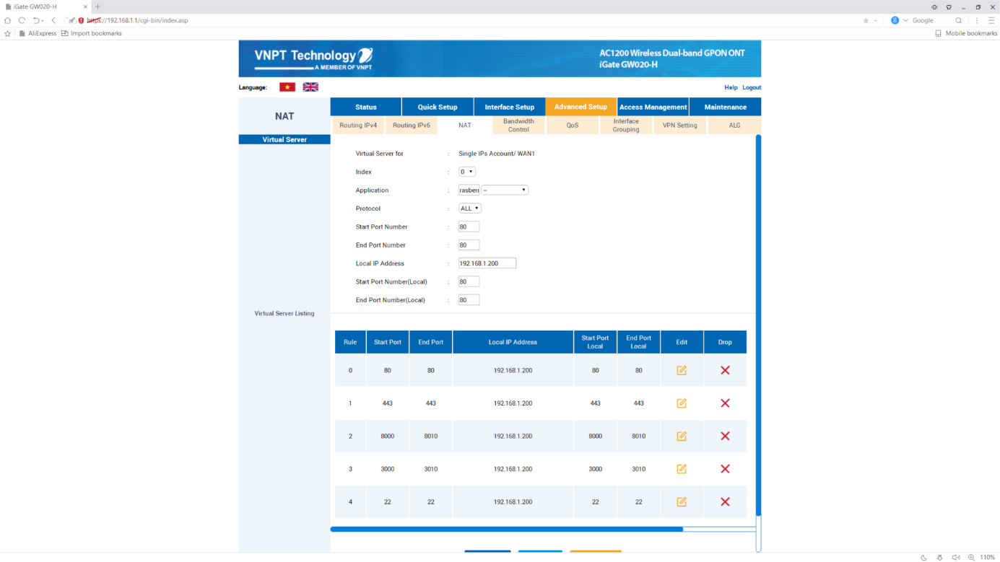 iGate GW020-H
https://192.168.1.1/cgi-bin/index.asp
Google
AliExpress Import bookmarks
Mobile bookmarks
VNPT Technology
A MEMBER OF VNPT
AC1200 Wireless Dual-band GPON ONT
iGate GW020-H
Language:
Help Logout
NAT
Status Quick Setup Interface Setup Advanced Setup Access Management Maintenance
Routing IPv4 Routing IPv6 NAT Bandwidth Control QoS Interface Grouping VPN Setting ALG
Virtual Server
Virtual Server for : Single IPs Account/ WAN1
Index : 0
Application : rasberr --
Protocol : ALL
Start Port Number : 80
End Port Number : 80
Local IP Address : 192.168.1.200
Start Port Number(Local) : 80
End Port Number(Local) : 80
Virtual Server Listing
Rule Start Port End Port Local IP Address Start Port Local End Port Local Edit Drop
0 80 80 192.168.1.200 80 80
1 443 443 192.168.1.200 443 443
2 8000 8010 192.168.1.200 8000 8010
3 3000 3010 192.168.1.200 3000 3010
4 22 22 192.168.1.200 22 22
110%